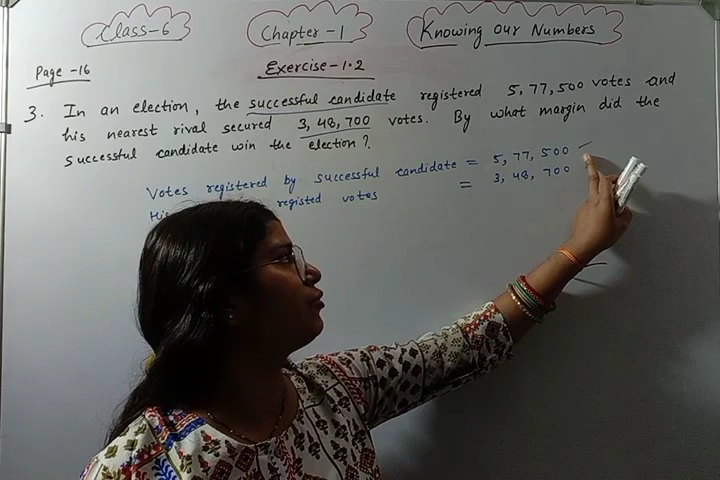 Class-6 Chapter-1 Knowing Our Numbers
Page -16 Exercise-1.2
3. In an election, the successful candidate registered 5,77,500 votes and
his nearest rival secured 3,48,700 votes. By what margin did the
successful candidate win the election?
Votes registered by successful candidate = 5,77,500
registed votes = 3,48,700